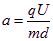 a = qU / md